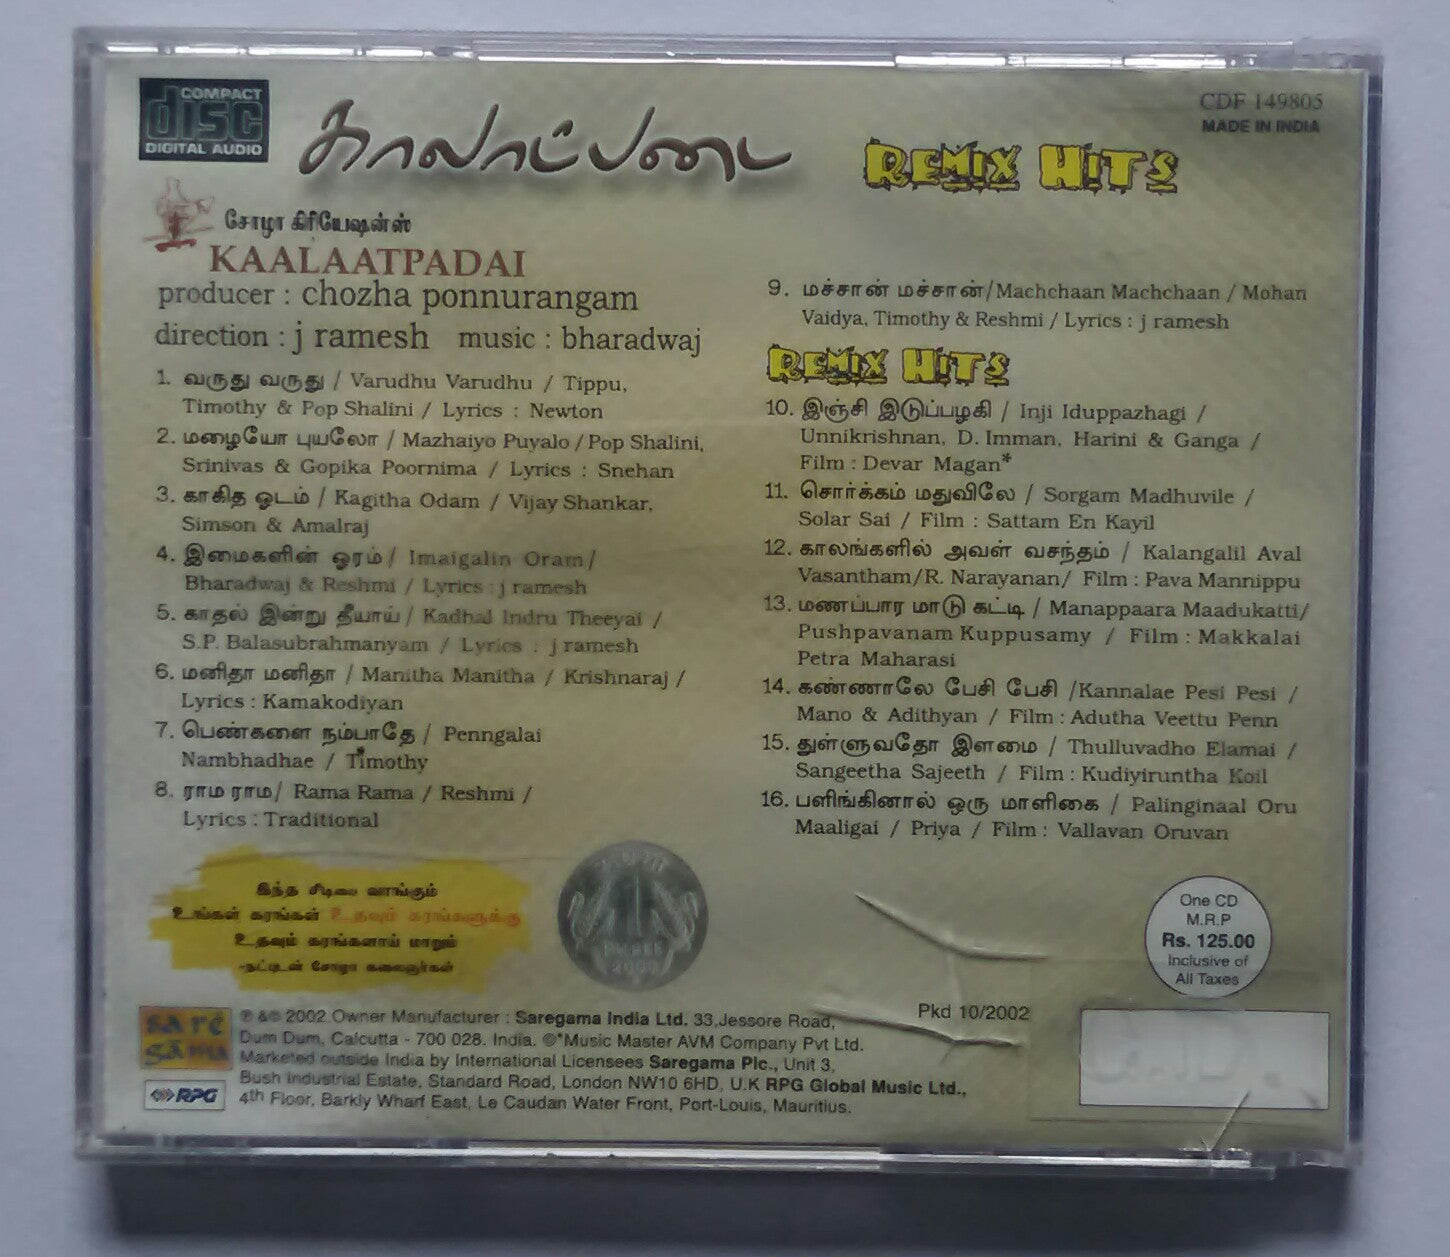 COMPACT
disc
DIGITAL AUDIO
காலாட்படை
REMIX HITS
CDF 149805
MADE IN INDIA
சோழா கிரியேஷன்ஸ்
KAALAATPADAI
producer : chozha ponnurangam
direction : j ramesh music : bharadwaj
1. வருது வருது / Varudhu Varudhu / Tippu,
Timothy & Pop Shalini / Lyrics : Newton
2. மழையோ புயலோ / Mazhaiyo Puyalo / Pop Shalini,
Srinivas & Gopika Poornima / Lyrics : Snehan
3. காகித ஓடம் / Kagitha Odam / Vijay Shankar,
Simson & Amalraj
4. இமைகளின் ஓரம் / Imaigalin Oram /
Bharadwaj & Reshmi / Lyrics : j ramesh
5. காதல் இன்று தீயாய் / Kadhal Indru Theeyai /
S.P. Balasubrahmanyam / Lyrics : j ramesh
6. மனிதா மனிதா / Manitha Manitha / Krishnaraj /
Lyrics : Kamakodiyan
7. பெண்களை நம்பாதே / Penngalai
Nambhadhae / Timothy
8. ராம ராம / Rama Rama / Reshmi /
Lyrics : Traditional
9. மச்சான் மச்சான்/Machchaan Machchaan / Mohan
Vaidya, Timothy & Reshmi / Lyrics : j ramesh
REMIX HITS
10. இஞ்சி இடுப்பழகி / Inji Iduppazhagi /
Unnikrishnan, D. Imman, Harini & Ganga /
Film : Devar Magan*
11. சொர்க்கம் மதுவிலே / Sorgam Madhuvile /
Solar Sai / Film : Sattam En Kayil
12. காலங்களில் அவள் வசந்தம் / Kalangalil Aval
Vasantham/R. Narayanan/ Film : Pava Mannippu
13. மணப்பார மாடு கட்டி / Manappaara Maadukatti/
Pushpavanam Kuppusamy / Film : Makkalai
Petra Maharasi
14. கண்ணாலே பேசி பேசி /Kannalae Pesi Pesi /
Mano & Adithyan / Film : Adutha Veettu Penn
15. துள்ளுவதோ இளமை / Thulluvadho Elamai /
Sangeetha Sajeeth / Film : Kudiyiruntha Koil
16. பளிங்கினால் ஒரு மாளிகை / Palinginaal Oru
Maaligai / Priya / Film : Vallavan Oruvan
இந்த சிடியை வாங்கும்
உங்கள் கரங்கள் உதவும் கரங்களுக்கு
உதவும் கரங்களாய் மாறும்
-நட்புடன் சோழா கலைஞர்கள்
One CD
M.R.P
Rs. 125.00
Inclusive of
All Taxes
Pkd 10/2002
sa re
ga ma
RPG
℗ & © 2002 Owner Manufacturer : Saregama India Ltd. 33,Jessore Road,
Dum Dum, Calcutta - 700 028. India. ©*Music Master AVM Company Pvt Ltd.
Marketed outside India by International Licensees Saregama Plc., Unit 3,
Bush Industrial Estate, Standard Road, London NW10 6HD, U.K RPG Global Music Ltd.,
4th Floor, Barkly Wharf East, Le Caudan Water Front, Port-Louis, Mauritius.